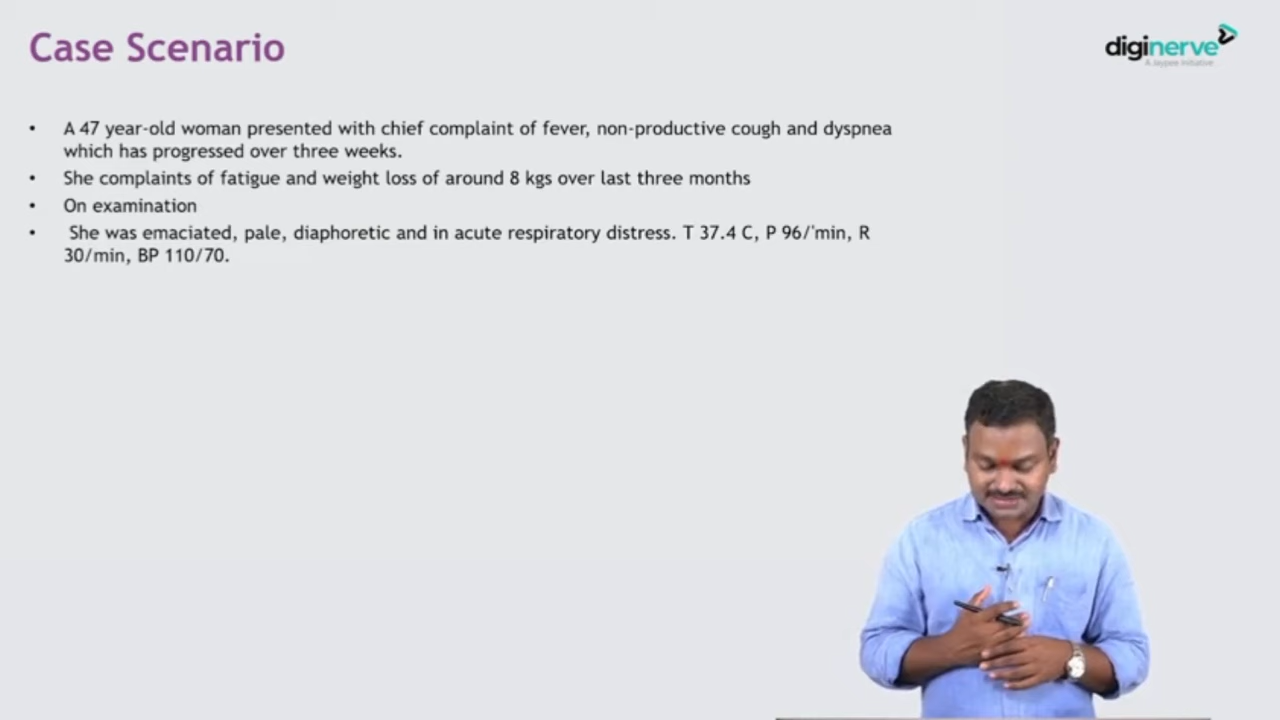 Case Scenario
diginerve
A Jaypee Initiative
• A 47 year-old woman presented with chief complaint of fever, non-productive cough and dyspnea
which has progressed over three weeks.
• She complaints of fatigue and weight loss of around 8 kgs over last three months
• On examination
• She was emaciated, pale, diaphoretic and in acute respiratory distress. T 37.4 C, P 96/'min, R
30/min, BP 110/70.